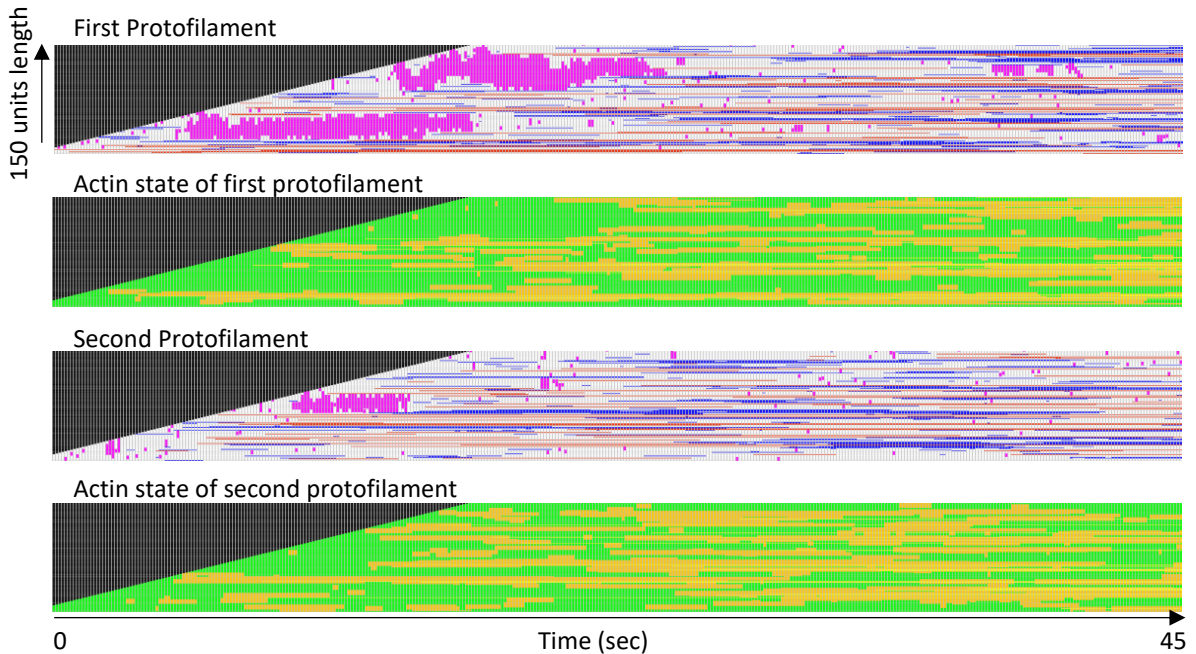 First Protofilament
150 units length
Actin state of first protofilament
Second Protofilament
Actin state of second protofilament
0
Time (sec)
45